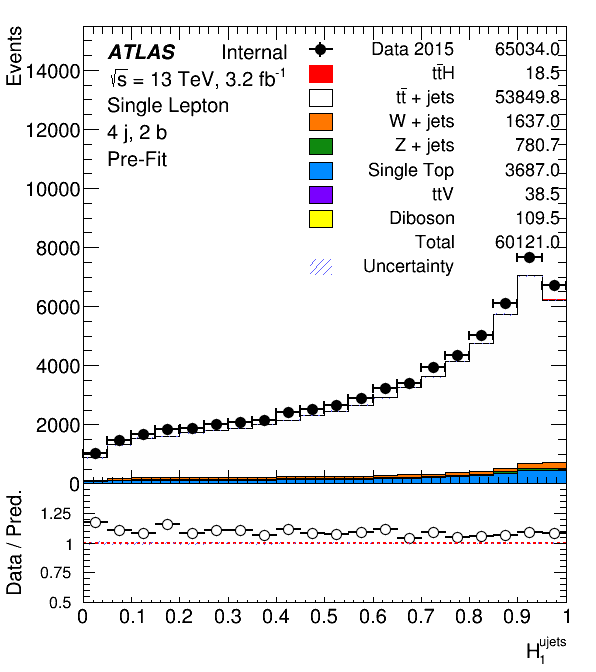 Events
14000
12000
10000
8000
6000
4000
2000
0
ATLAS Internal
√s = 13 TeV, 3.2 fb⁻¹
Single Lepton
4 j, 2 b
Pre-Fit
Data 2015 65034.0
tt̄H 18.5
tt̄ + jets 53849.8
W + jets 1637.0
Z + jets 780.7
Single Top 3687.0
ttV 38.5
Diboson 109.5
Total 60121.0
Uncertainty
Data / Pred.
1.25
1
0.75
0.5
0 0.1 0.2 0.3 0.4 0.5 0.6 0.7 0.8 0.9 1
H₁ᵘʲᵉᵗˢ